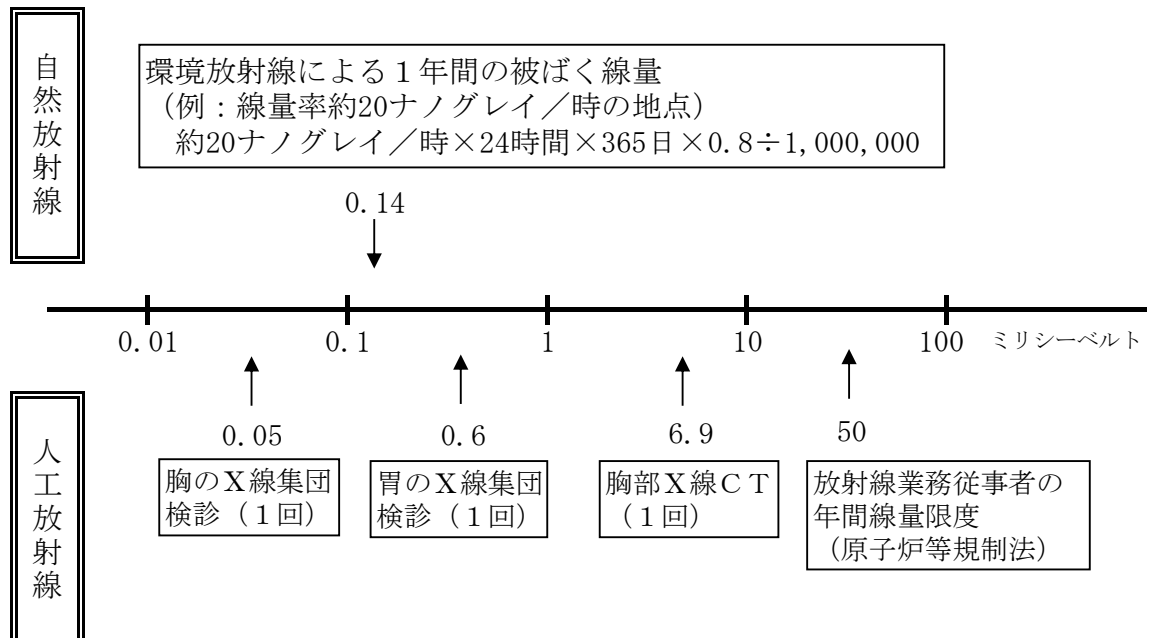 自然放射線
環境放射線による１年間の被ばく線量
（例：線量率約20ナノグレイ／時の地点）
約20ナノグレイ／時×24時間×365日×0.8÷1,000,000
0.14
0.01 0.1 1 10 100 ミリシーベルト
人工放射線
0.05 0.6 6.9 50
胸のＸ線集団
検診（１回）
胃のＸ線集団
検診（１回）
胸部Ｘ線ＣＴ
（１回）
放射線業務従事者の
年間線量限度
（原子炉等規制法）